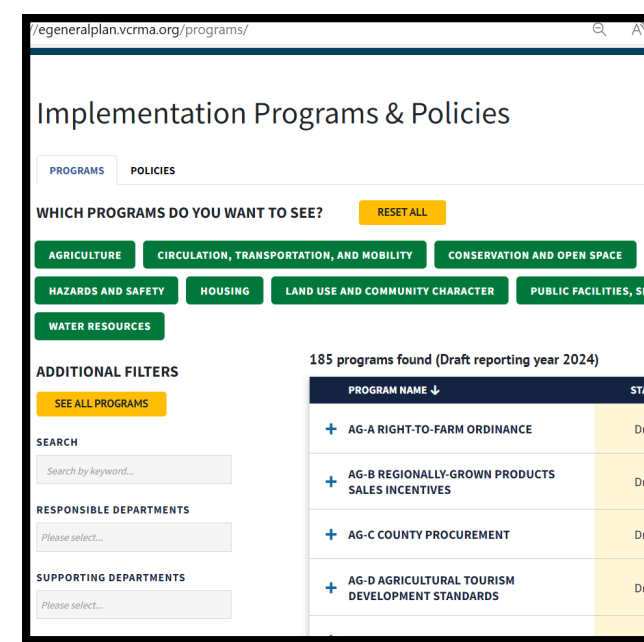 //egeneralplan.vcrma.org/programs/
Implementation Programs & Policies
PROGRAMS POLICIES
WHICH PROGRAMS DO YOU WANT TO SEE? RESET ALL
AGRICULTURE CIRCULATION, TRANSPORTATION, AND MOBILITY CONSERVATION AND OPEN SPACE
HAZARDS AND SAFETY HOUSING LAND USE AND COMMUNITY CHARACTER PUBLIC FACILITIES,
WATER RESOURCES
ADDITIONAL FILTERS
SEE ALL PROGRAMS
SEARCH
Search by keyword...
RESPONSIBLE DEPARTMENTS
Please select...
SUPPORTING DEPARTMENTS
Please select...
185 programs found (Draft reporting year 2024)
PROGRAM NAME
AG-A RIGHT-TO-FARM ORDINANCE
AG-B REGIONALLY-GROWN PRODUCTS
SALES INCENTIVES
AG-C COUNTY PROCUREMENT
AG-D AGRICULTURAL TOURISM
DEVELOPMENT STANDARDS